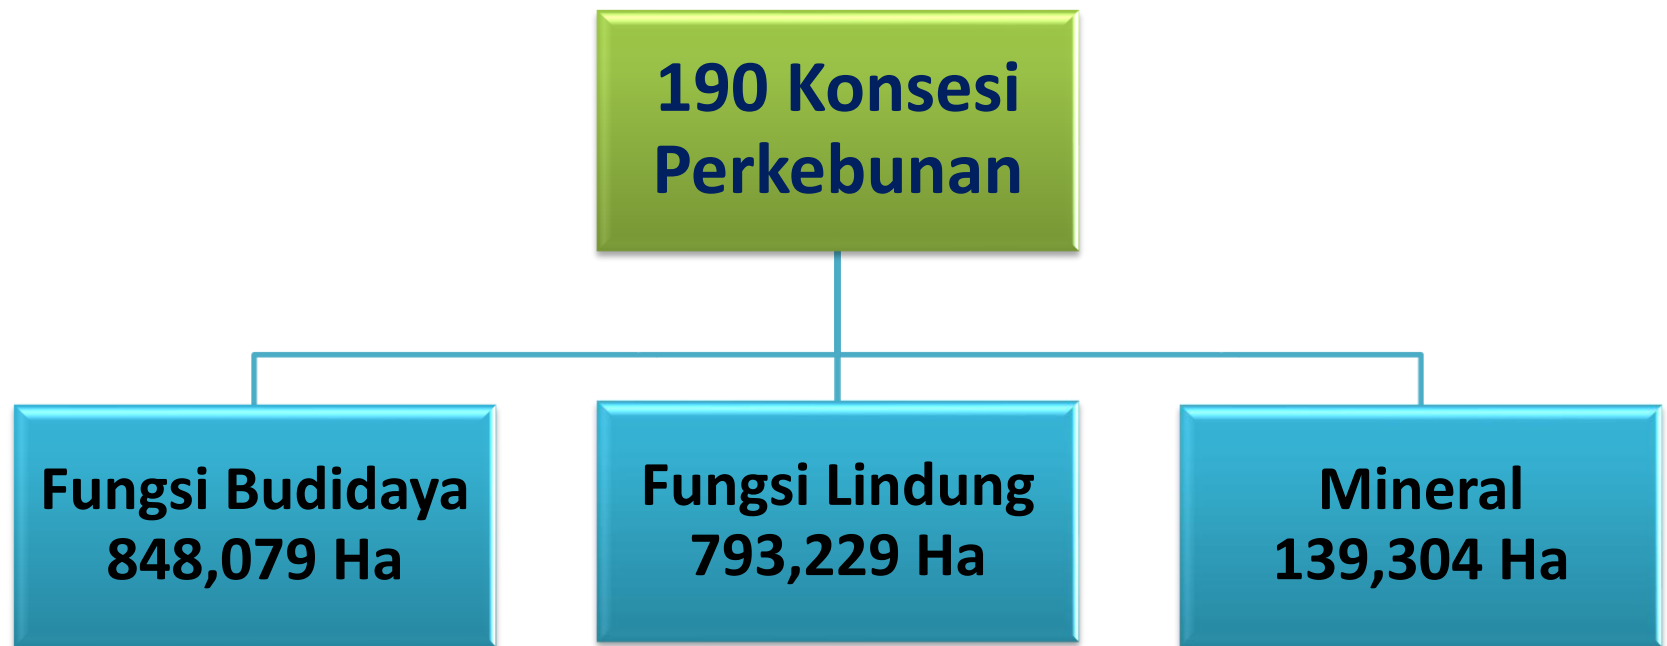 190 Konsesi
Perkebunan
Fungsi Budidaya
848,079 Ha
Fungsi Lindung
793,229 Ha
Mineral
139,304 Ha